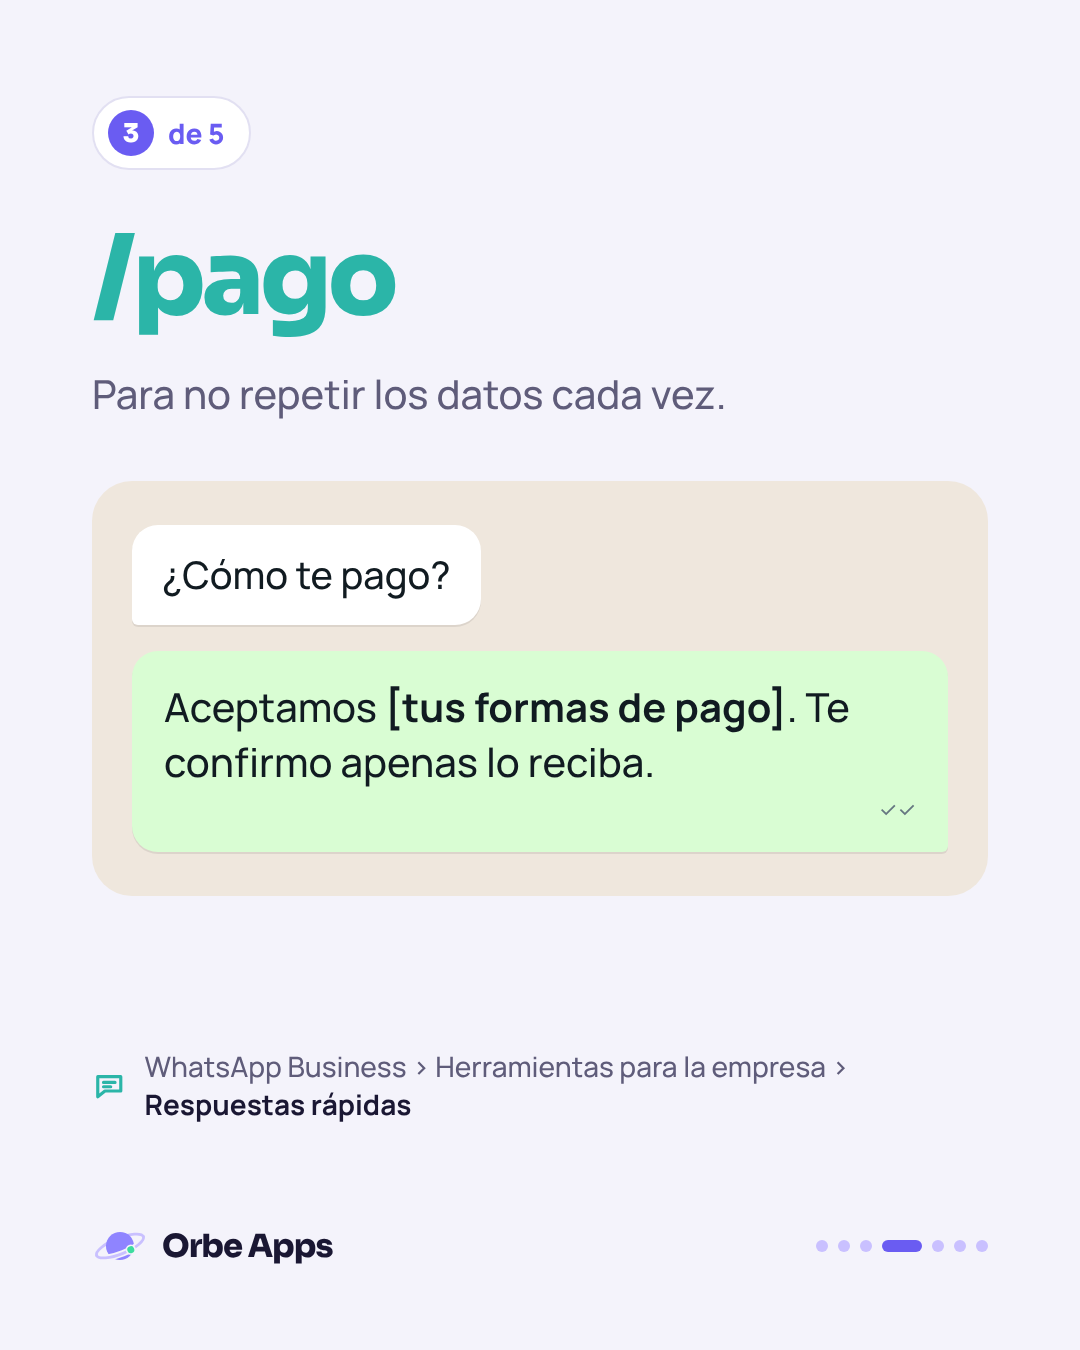 3 de 5
/pago
Para no repetir los datos cada vez.
¿Cómo te pago?
Aceptamos [tus formas de pago]. Te
confirmo apenas lo reciba.
WhatsApp Business > Herramientas para la empresa >
Respuestas rápidas
Orbe Apps